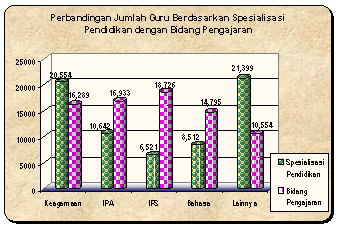 Perbandingan Jumlah Guru Berdasarkan Spesialisasi
Pendidikan dengan Bidang Pengajaran
25000
20000
15000
10000
5000
0
20,554
16,289
10,642
16,933
6,521
18,726
8,512
14,795
21,399
10,554
Keagamaan IPA IPS Bahasa Lainnya
Spesialisasi
Pendidikan
Bidang
Pengajaran